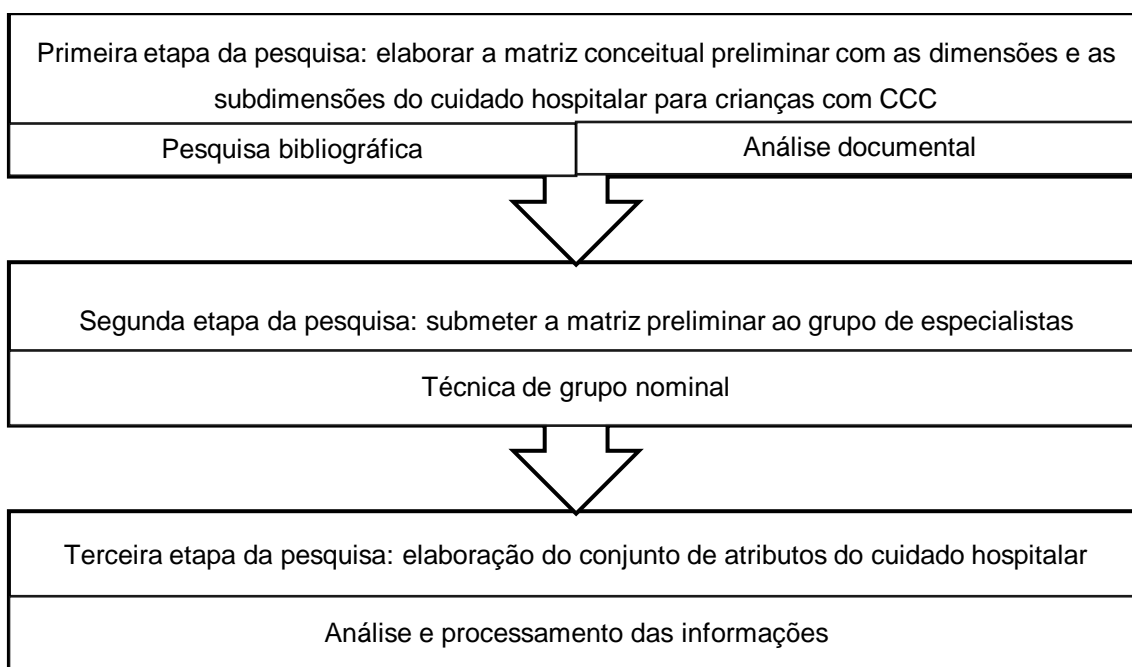 Primeira etapa da pesquisa: elaborar a matriz conceitual preliminar com as dimensões e as
subdimensões do cuidado hospitalar para crianças com CCC
Pesquisa bibliográfica
Análise documental
Segunda etapa da pesquisa: submeter a matriz preliminar ao grupo de especialistas
Técnica de grupo nominal
Terceira etapa da pesquisa: elaboração do conjunto de atributos do cuidado hospitalar
Análise e processamento das informações